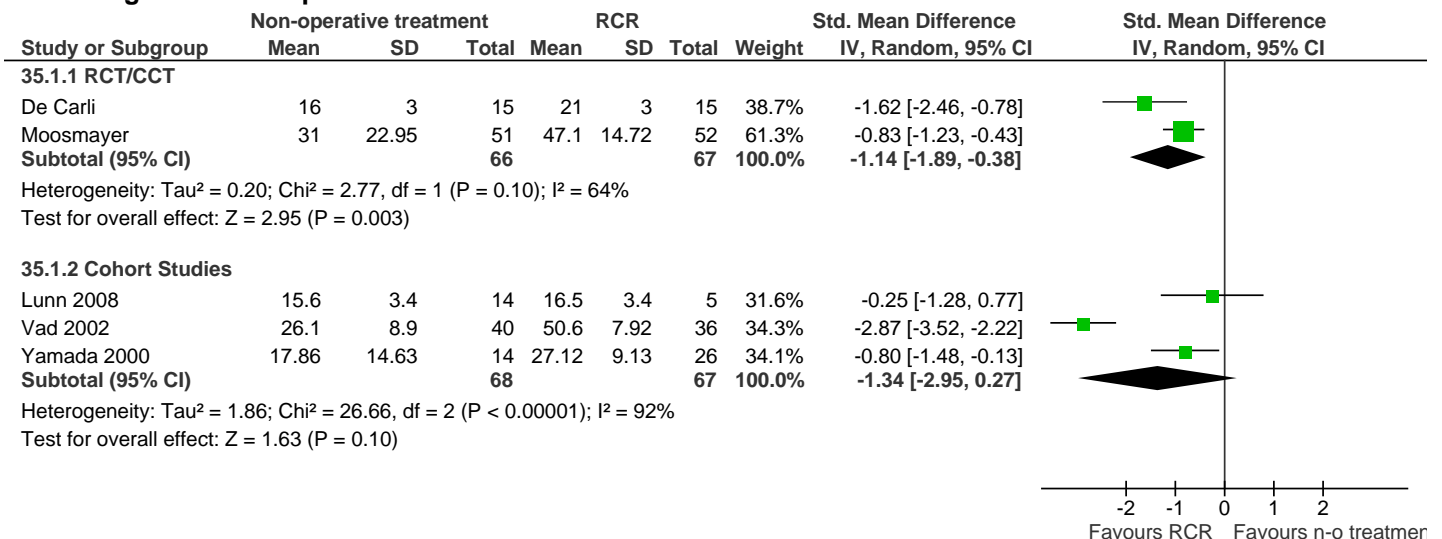 Non-operative treatment RCR Std. Mean Difference Std. Mean Difference
Study or Subgroup Mean SD Total Mean SD Total Weight IV, Random, 95% CI IV, Random, 95% CI
35.1.1 RCT/CCT
De Carli 16 3 15 21 3 15 38.7% -1.62 [-2.46, -0.78]
Moosmayer 31 22.95 51 47.1 14.72 52 61.3% -0.83 [-1.23, -0.43]
Subtotal (95% CI) 66 67 100.0% -1.14 [-1.89, -0.38]
Heterogeneity: Tau² = 0.20; Chi² = 2.77, df = 1 (P = 0.10); I² = 64%
Test for overall effect: Z = 2.95 (P = 0.003)
35.1.2 Cohort Studies
Lunn 2008 15.6 3.4 14 16.5 3.4 5 31.6% -0.25 [-1.28, 0.77]
Vad 2002 26.1 8.9 40 50.6 7.92 36 34.3% -2.87 [-3.52, -2.22]
Yamada 2000 17.86 14.63 14 27.12 9.13 26 34.1% -0.80 [-1.48, -0.13]
Subtotal (95% CI) 68 67 100.0% -1.34 [-2.95, 0.27]
Heterogeneity: Tau² = 1.86; Chi² = 26.66, df = 2 (P < 0.00001); I² = 92%
Test for overall effect: Z = 1.63 (P = 0.10)
-2 -1 0 1 2
Favours RCR Favours n-o treatmen